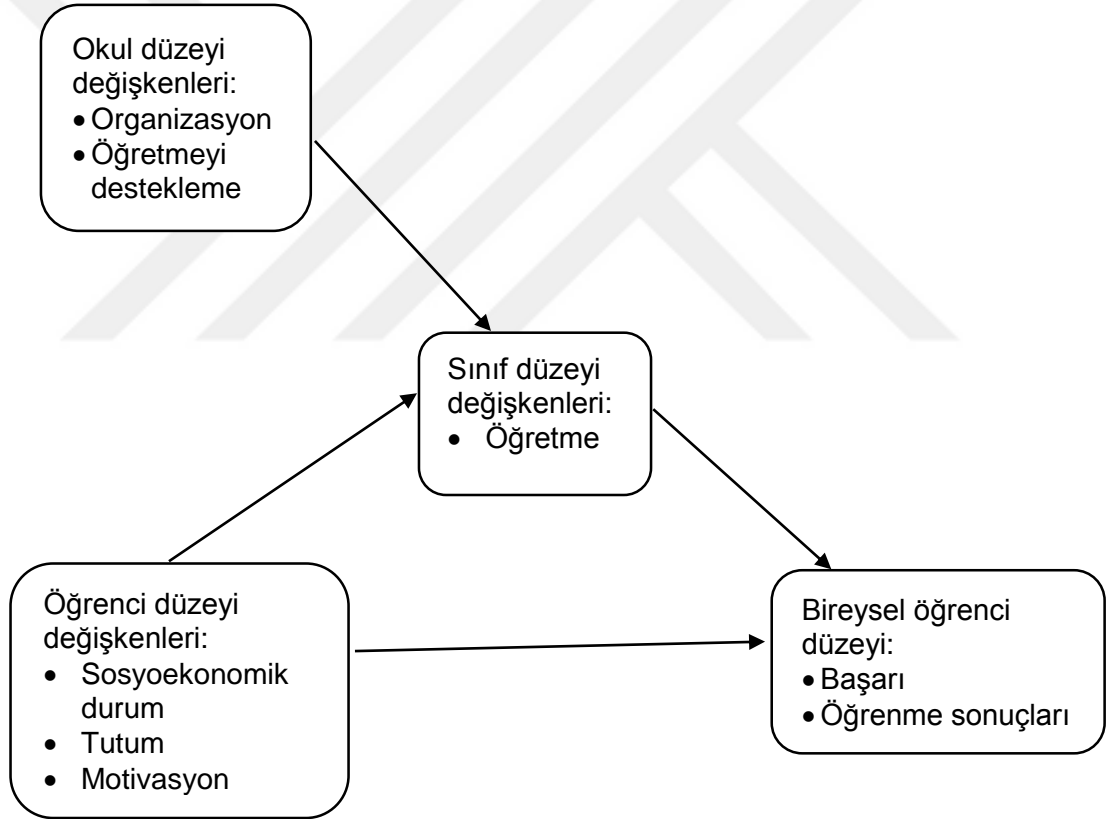 Okul düzeyi
değişkenleri:
• Organizasyon
• Öğretmeyi
destekleme
Sınıf düzeyi
değişkenleri:
• Öğretme
Öğrenci düzeyi
değişkenleri:
• Sosyoekonomik
durum
• Tutum
• Motivasyon
Bireysel öğrenci
düzeyi:
• Başarı
• Öğrenme sonuçları